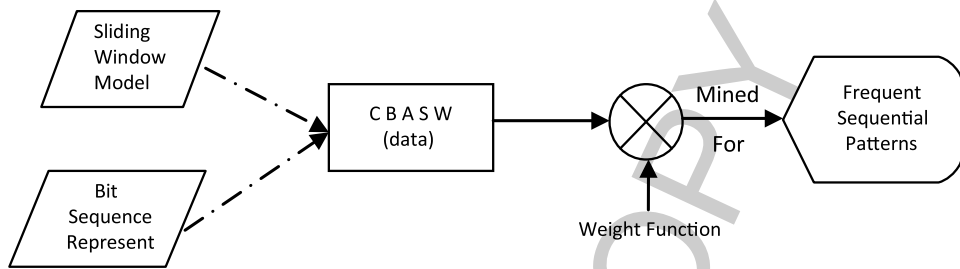 Sliding
Window
Model
Bit
Sequence
Represent
C B A S W
(data)
Weight Function
Mined
For
Frequent
Sequential
Patterns